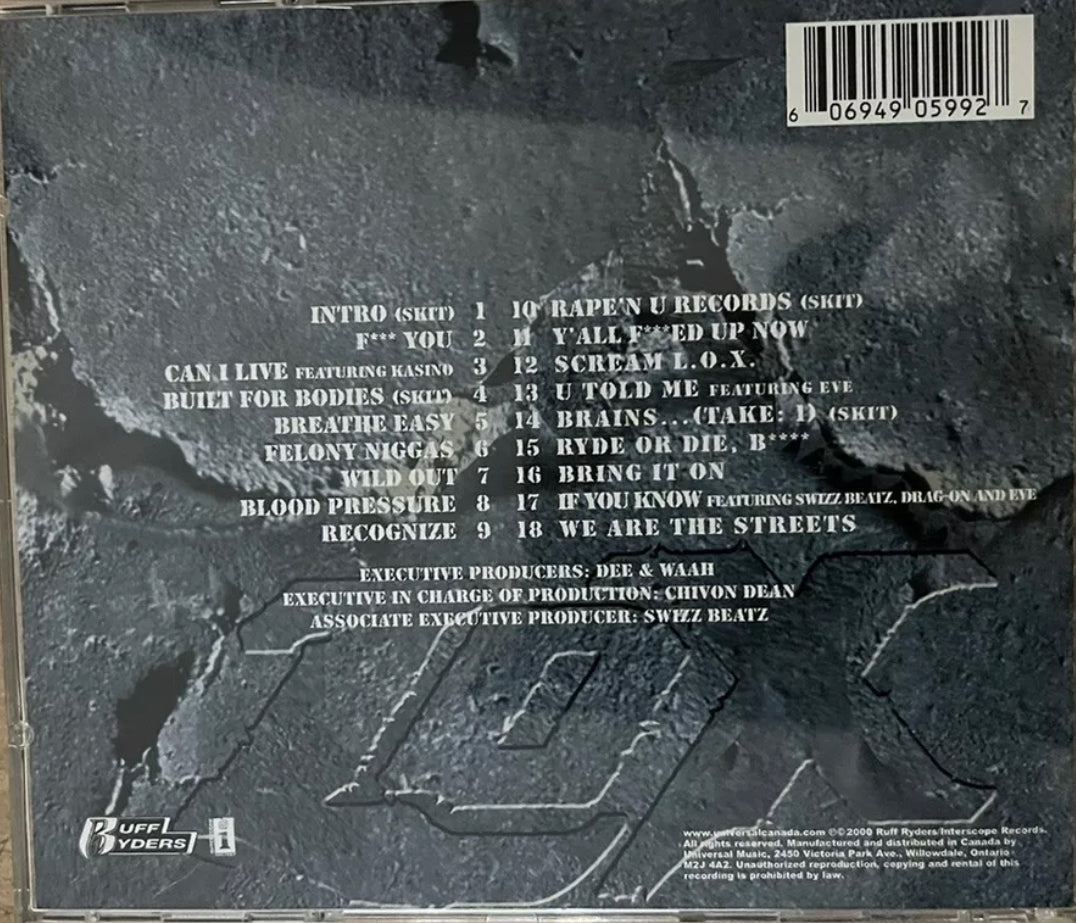 6 06949 05992 7
INTRO (SKIT) 1
F*** YOU 2
CAN I LIVE FEATURING KASINO 3
BUILT FOR BODIES (SKIT) 4
BREATHE EASY 5
FELONY NIGGAS 6
WILD OUT 7
BLOOD PRESSURE 8
RECOGNIZE 9
10 RAPE'N U RECORDS (SKIT)
11 Y'ALL F***ED UP NOW
12 SCREAM L.O.X.
13 U TOLD ME FEATURING EVE
14 BRAINS...(TAKE: 1) (SKIT)
15 RYDE OR DIE, B****
16 BRING IT ON
17 IF YOU KNOW FEATURING SWIZZ BEATZ, DRAG-ON AND EVE
18 WE ARE THE STREETS
EXECUTIVE PRODUCERS: DEE & WAAH
EXECUTIVE IN CHARGE OF PRODUCTION: CHIVON DEAN
ASSOCIATE EXECUTIVE PRODUCER: SWIZZ BEATZ
LOX
RUFF
RYDERS
i
www.universalcanada.com ℗©2000 Ruff Ryders/Interscope Records.
All rights reserved. Manufactured and distributed in Canada by
Universal Music, 2450 Victoria Park Ave., Willowdale, Ontario
M2J 4A2. Unauthorized reproduction, copying and rental of this
recording is prohibited by law.